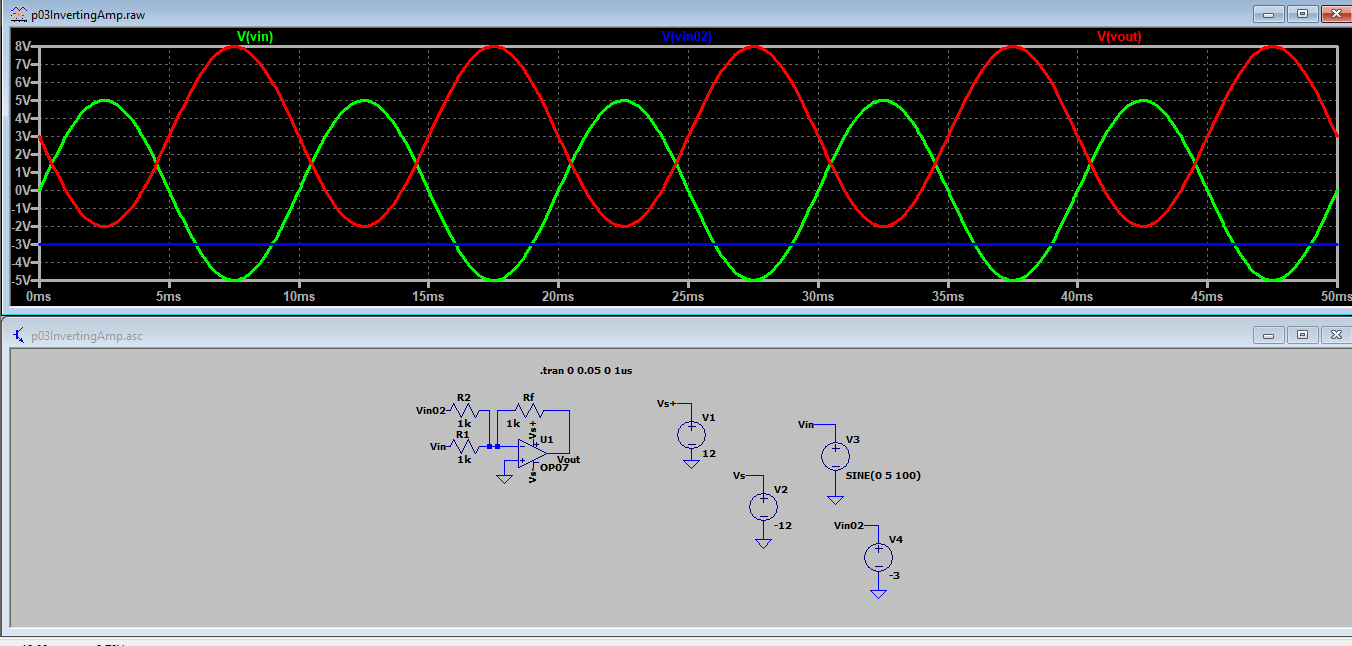 p03InvertingAmp.raw
V(vin) V(vin02) V(vout)
8V
7V
6V
5V
4V
3V
2V
1V
0V
-1V
-2V
-3V
-4V
-5V
0ms 5ms 10ms 15ms 20ms 25ms 30ms 35ms 40ms 45ms 50ms
p03InvertingAmp.asc
.tran 0 0.05 0 1us
R2 Rf
Vin02
1k 1k Vs+
R1 U1
Vin
1k Vout
OP07
Vs-
Vs+
V1
12
Vs-
V2
-12
Vin
V3
SINE(0 5 100)
Vin02
V4
-3